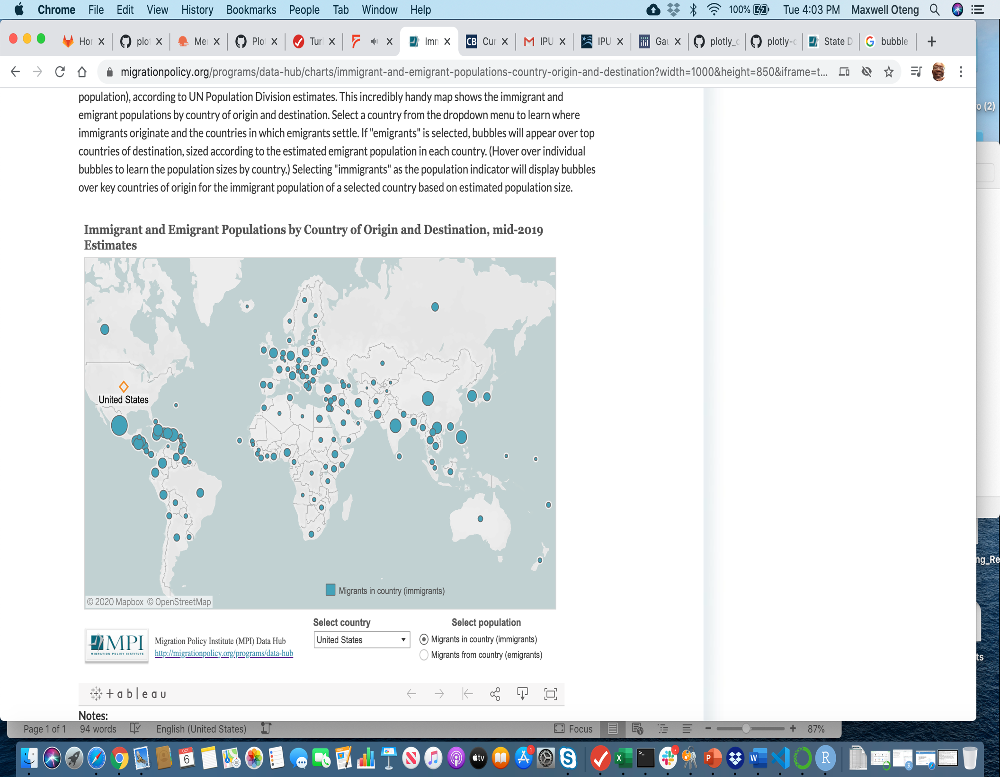 Chrome File Edit View History Bookmarks People Tab Window Help 100% Tue 4:03 PM Maxwell Oteng
Hor plot Me Plo Tur Imn CB Cur IPU IPU Gau plotly_c plotly-c State D bubble
migrationpolicy.org/programs/data-hub/charts/immigrant-and-emigrant-populations-country-origin-and-destination?width=1000&height=850&iframe=t...
o (2)
population), according to UN Population Division estimates. This incredibly handy map shows the immigrant and
emigrant populations by country of origin and destination. Select a country from the dropdown menu to learn where
immigrants originate and the countries in which emigrants settle. If "emigrants" is selected, bubbles will appear over top
countries of destination, sized according to the estimated emigrant population in each country. (Hover over individual
bubbles to learn the population sizes by country.) Selecting "immigrants" as the population indicator will display bubbles
over key countries of origin for the immigrant population of a selected country based on estimated population size.
Immigrant and Emigrant Populations by Country of Origin and Destination, mid-2019
Estimates
United States
ng_Re
Migrants in country (immigrants)
© 2020 Mapbox © OpenStreetMap
Select country Select population
MPI
MIGRATION POLICY INSTITUTE
Migration Policy Institute (MPI) Data Hub
http://migrationpolicy.org/programs/data-hub
United States
Migrants in country (immigrants)
Migrants from country (emigrants)
ts
+ableau
Notes:
Page 1 of 1 94 words English (United States) Focus 87%
OCT
6
tv
1